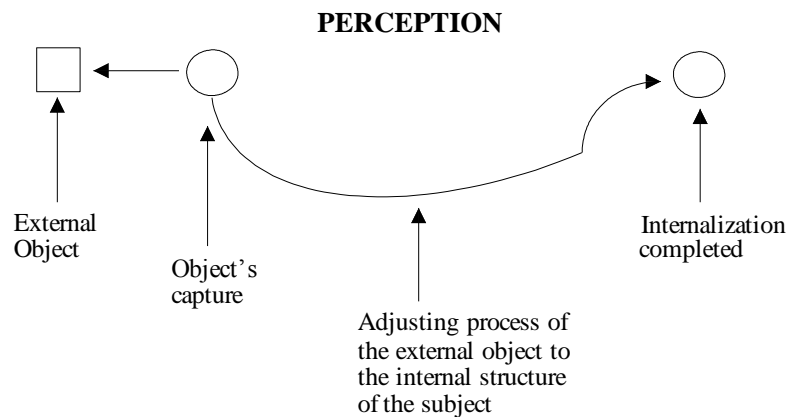 PERCEPTION
External
Object
Object’s
capture
Adjusting process of
the external object to
the internal structure
of the subject
Internalization
completed